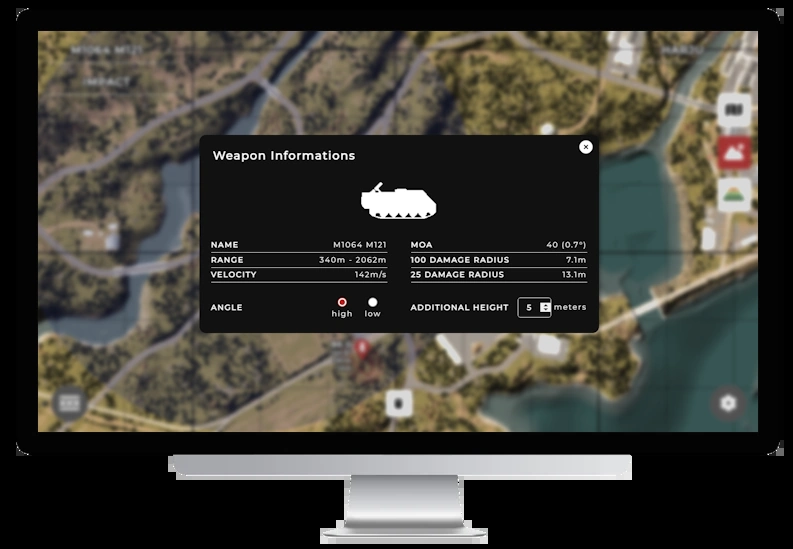 M1064 M121
HARJU
IMPACT
Weapon Informations
NAME M1064 M121
RANGE 340m - 2062m
VELOCITY 142m/s
MOA 40 (0.7°)
100 DAMAGE RADIUS 7.1m
25 DAMAGE RADIUS 13.1m
ANGLE high low
ADDITIONAL HEIGHT 5 meters